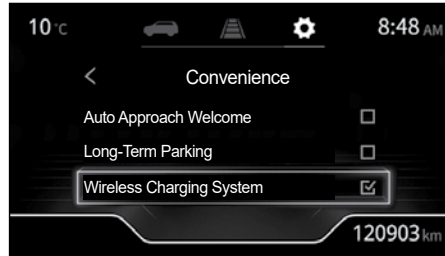 10°C 8:48 AM
Convenience
Auto Approach Welcome
Long-Term Parking
Wireless Charging System
120903 km